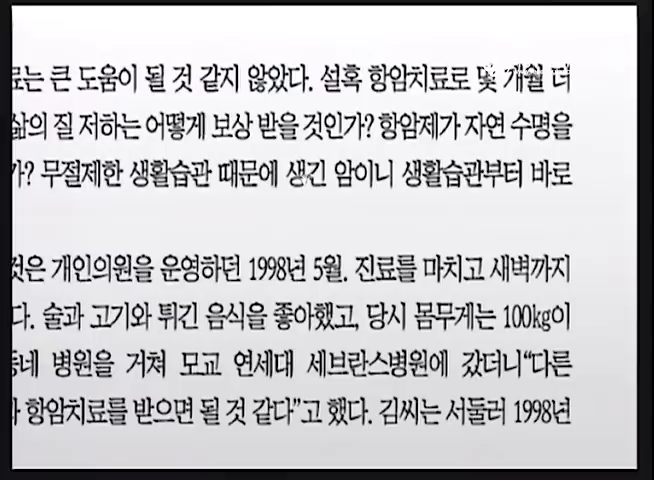 료는 큰 도움이 될 것 같지 않았다. 설혹 항암치료로 몇 개월 더
삶의 질 저하는 어떻게 보상 받을 것인가? 항암제가 자연 수명을
가? 무절제한 생활습관 때문에 생긴 암이니 생활습관부터 바로
것은 개인의원을 운영하던 1998년 5월. 진료를 마치고 새벽까지
다. 술과 고기와 튀긴 음식을 좋아했고, 당시 몸무게는 100kg이
동네 병원을 거쳐 모교 연세대 세브란스병원에 갔더니“다른
항암치료를 받으면 될 것 같다”고 했다. 김씨는 서둘러 1998년